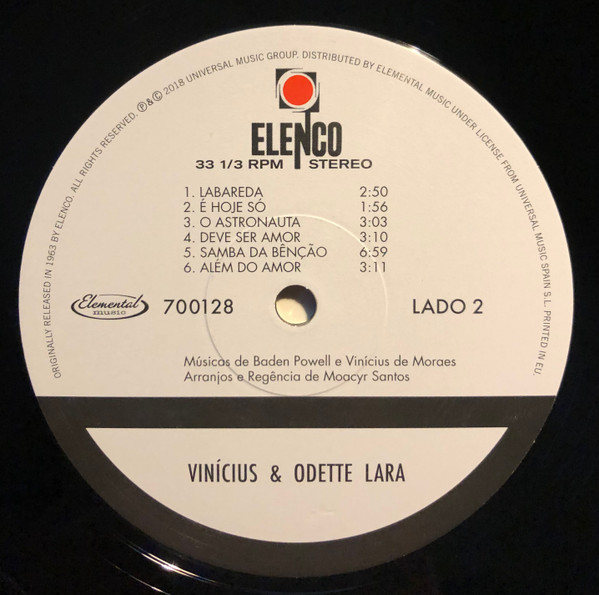 ORIGINALLY RELEASED IN 1963 BY ELENCO. ALL RIGHTS RESERVED. ℗&© 2018 UNIVERSAL MUSIC GROUP. DISTRIBUTED BY ELEMENTAL MUSIC UNDER LICENSE FROM UNIVERSAL MUSIC SPAIN S.L. PRINTED IN EU.
ELENCO
33 1/3 RPM STEREO
1. LABAREDA 2:50
2. É HOJE SÓ 1:56
3. O ASTRONAUTA 3:03
4. DEVE SER AMOR 3:10
5. SAMBA DA BÊNÇÃO 6:59
6. ALÉM DO AMOR 3:11
Elemental music 700128 LADO 2
Músicas de Baden Powell e Vinícius de Moraes
Arranjos e Regência de Moacyr Santos
VINÍCIUS & ODETTE LARA